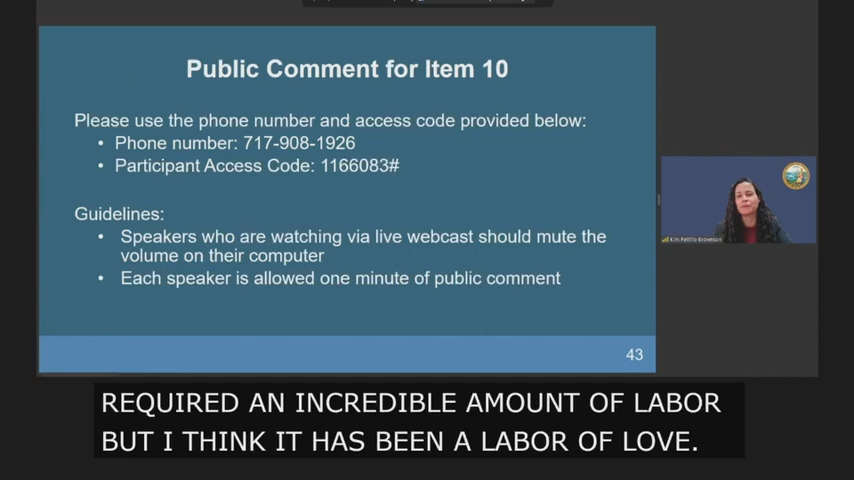 Public Comment for Item 10
Please use the phone number and access code provided below:
• Phone number: 717-908-1926
• Participant Access Code: 1166083#
Guidelines:
• Speakers who are watching via live webcast should mute the
volume on their computer
• Each speaker is allowed one minute of public comment
43
Kim Pattillo Brownson
REQUIRED AN INCREDIBLE AMOUNT OF LABOR
BUT I THINK IT HAS BEEN A LABOR OF LOVE.